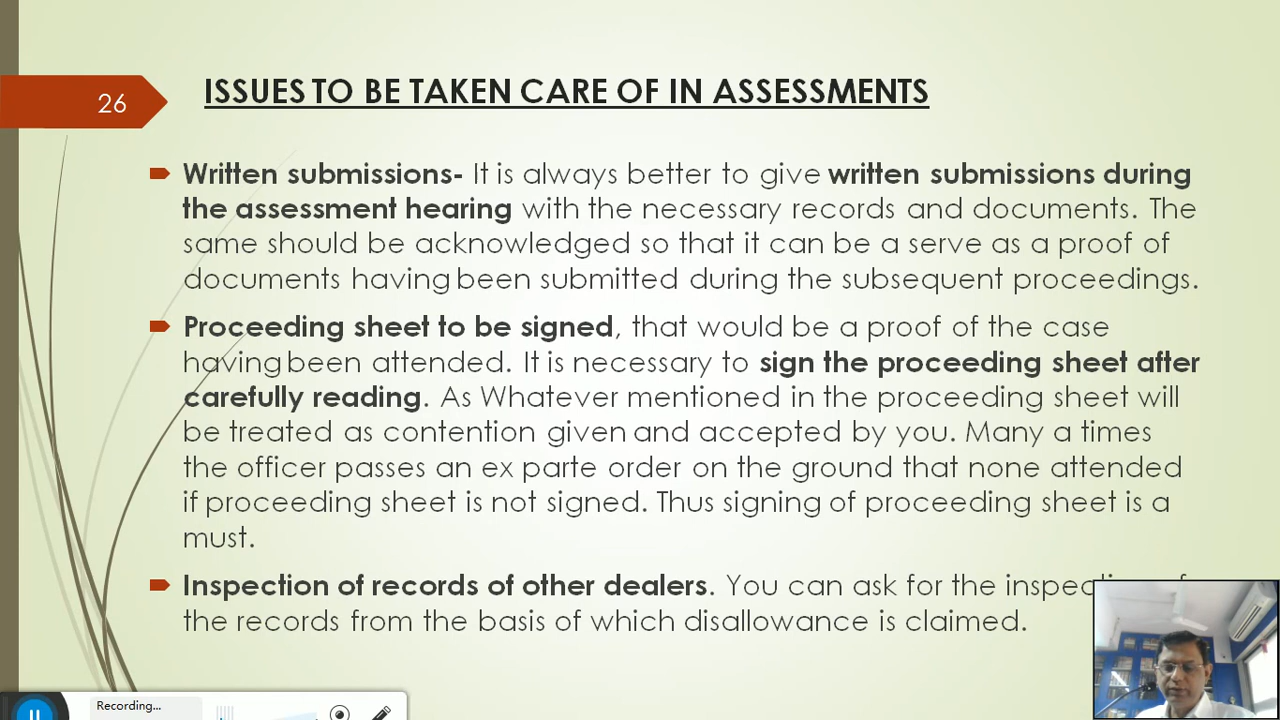 26
ISSUES TO BE TAKEN CARE OF IN ASSESSMENTS
Written submissions- It is always better to give written submissions during
the assessment hearing with the necessary records and documents. The
same should be acknowledged so that it can be a serve as a proof of
documents having been submitted during the subsequent proceedings.
Proceeding sheet to be signed, that would be a proof of the case
having been attended. It is necessary to sign the proceeding sheet after
carefully reading. As Whatever mentioned in the proceeding sheet will
be treated as contention given and accepted by you. Many a times
the officer passes an ex parte order on the ground that none attended
if proceeding sheet is not signed. Thus signing of proceeding sheet is a
must.
Inspection of records of other dealers. You can ask for the
the records from the basis of which disallowance is claimed.
Recording...